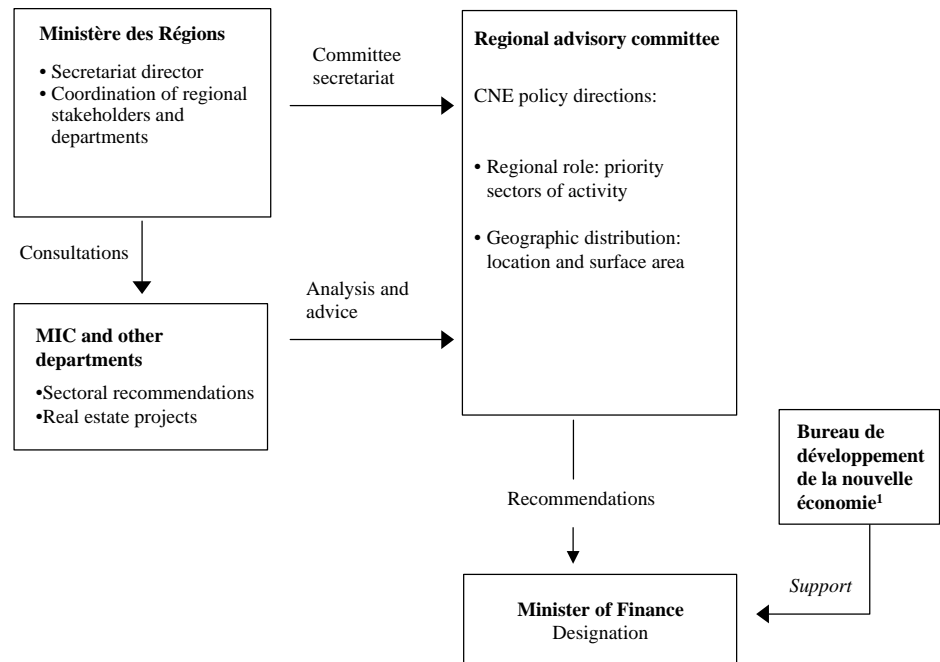 Ministère des Régions
• Secretariat director
• Coordination of regional
stakeholders and
departments
Committee
secretariat
Regional advisory committee
CNE policy directions:
• Regional role: priority
sectors of activity
• Geographic distribution:
location and surface area
Consultations
Analysis and
advice
MIC and other
departments
•Sectoral recommendations
•Real estate projects
Recommendations
Bureau de
développement
de la nouvelle
économie¹
Support
Minister of Finance
Designation